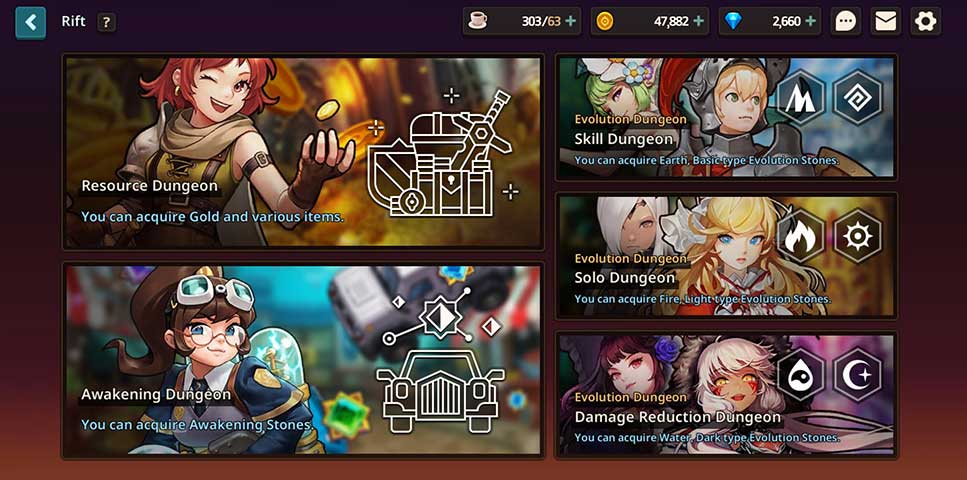 Rift ?
303/63 +
47,882 +
2,660 +
Resource Dungeon
You can acquire Gold and various items.
Awakening Dungeon
You can acquire Awakening Stones.
Evolution Dungeon
Skill Dungeon
You can acquire Earth, Basic type Evolution Stones.
Evolution Dungeon
Solo Dungeon
You can acquire Fire, Light type Evolution Stones.
Evolution Dungeon
Damage Reduction Dungeon
You can acquire Water, Dark type Evolution Stones.